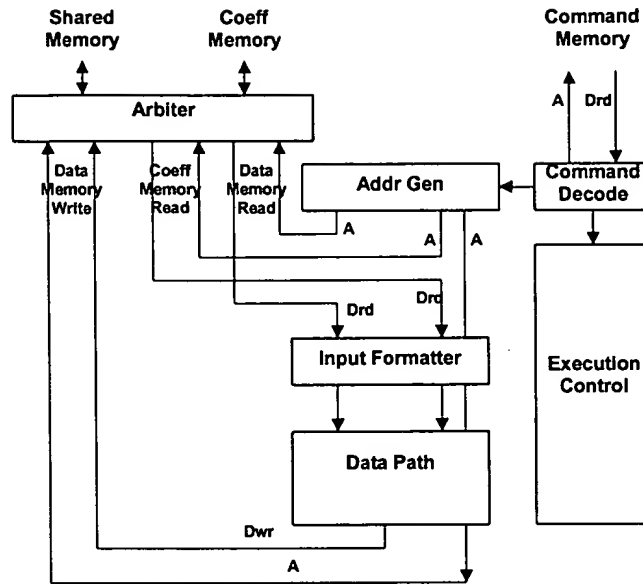 Shared
Memory
Coeff
Memory
Command
Memory
A
Drd
Arbiter
Data
Memory
Write
Coeff
Memory
Read
Data
Memory
Read
Addr Gen
Command
Decode
A
A
A
Drd
Drd
Input Formatter
Execution
Control
Data Path
Dwr
A